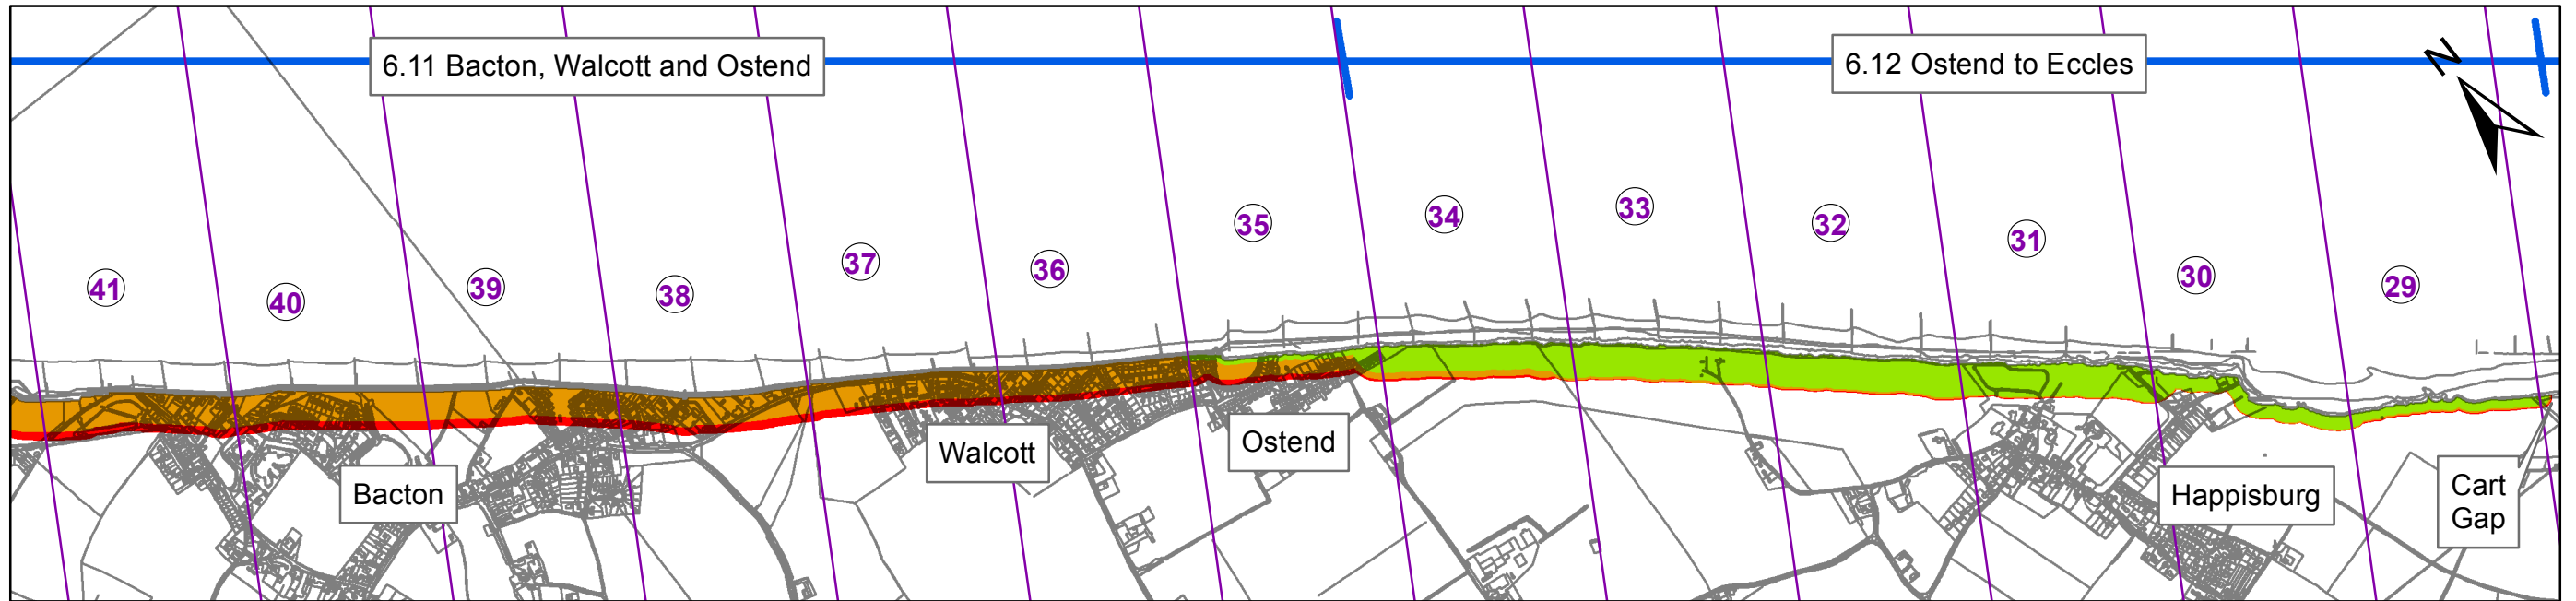 6.11 Bacton, Walcott and Ostend
6.12 Ostend to Eccles
N
41
40
39
38
37
36
35
34
33
32
31
30
29
Bacton
Walcott
Ostend
Happisburg
Cart
Gap